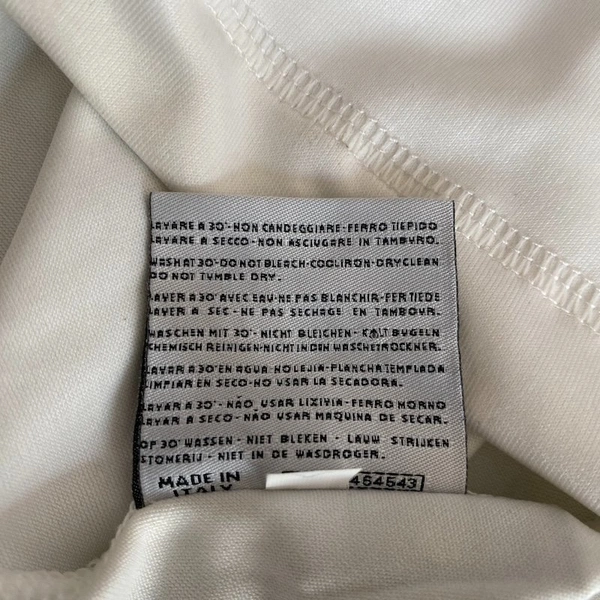 LAVARE A 30°-NON CANDEGGIARE-FERRO TIEPIDO
LAVARE A SECCO-NON ASCIUGARE IN TAMBURO.
WASH AT 30°-DO NOT BLEACH-COOL IRON-DRYCLEAN
DO NOT TUMBLE DRY.
LAVER A 30° AVEC EAU-NE PAS BLANCHIR-FER TIEDE
LAVER A SEC-NE PAS SECHAGE EN TAMBOUR.
WASCHEN MIT 30°-NICHT BLEICHEN-KALT BUGELN
CHEMISCH REINIGEN-NICHT IN DEN WASCHETROCKNER.
LAVAR A 30° EN AGUA NO LEJIA-PLANCHA TEMPLADA
LIMPIAR EN SECO-NO USAR LA SECADORA.
LAVAR A 30°-NÃO USAR LIXIVIA-FERRO MORNO
LAVAR A SECO-NÃO USAR MAQUINA DE SECAR.
OP 30° WASSEN-NIET BLEKEN-LAUW STRIJKEN
STOMERIJ-NIET IN DE WASDROGER.
MADE IN
ITALY
464543